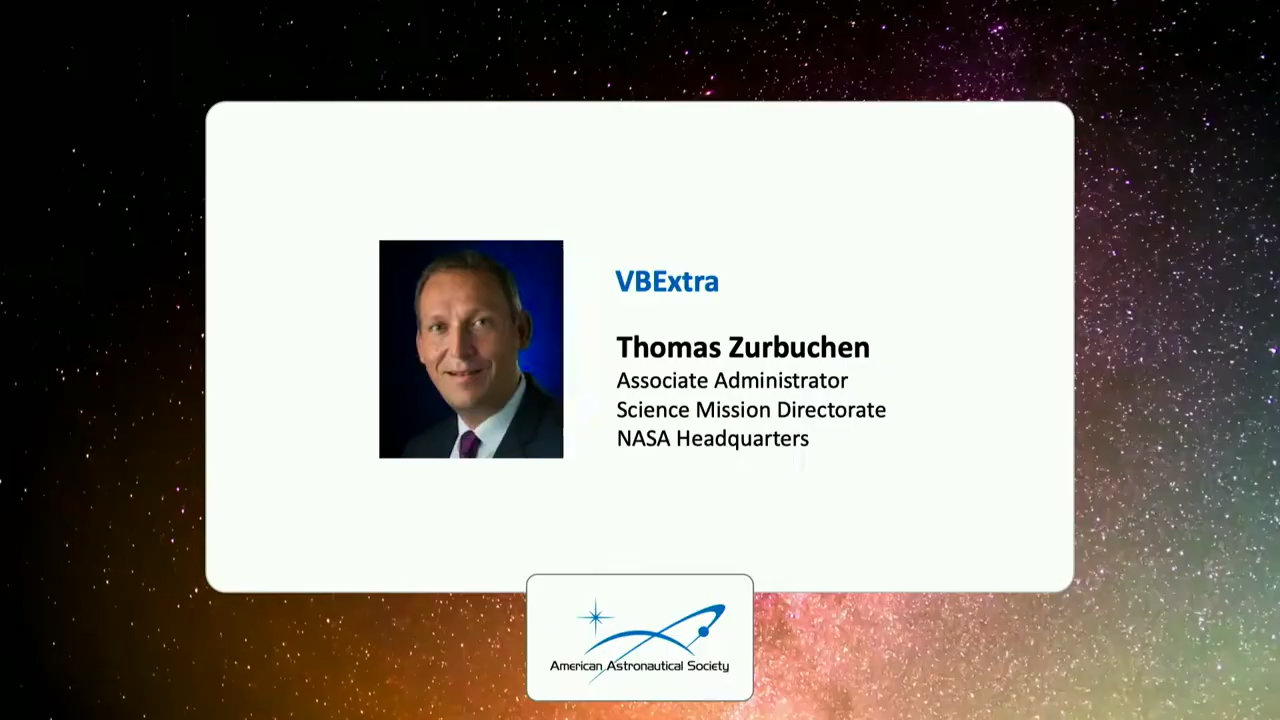 VBExtra
Thomas Zurbuchen
Associate Administrator
Science Mission Directorate
NASA Headquarters
American Astronautical Society